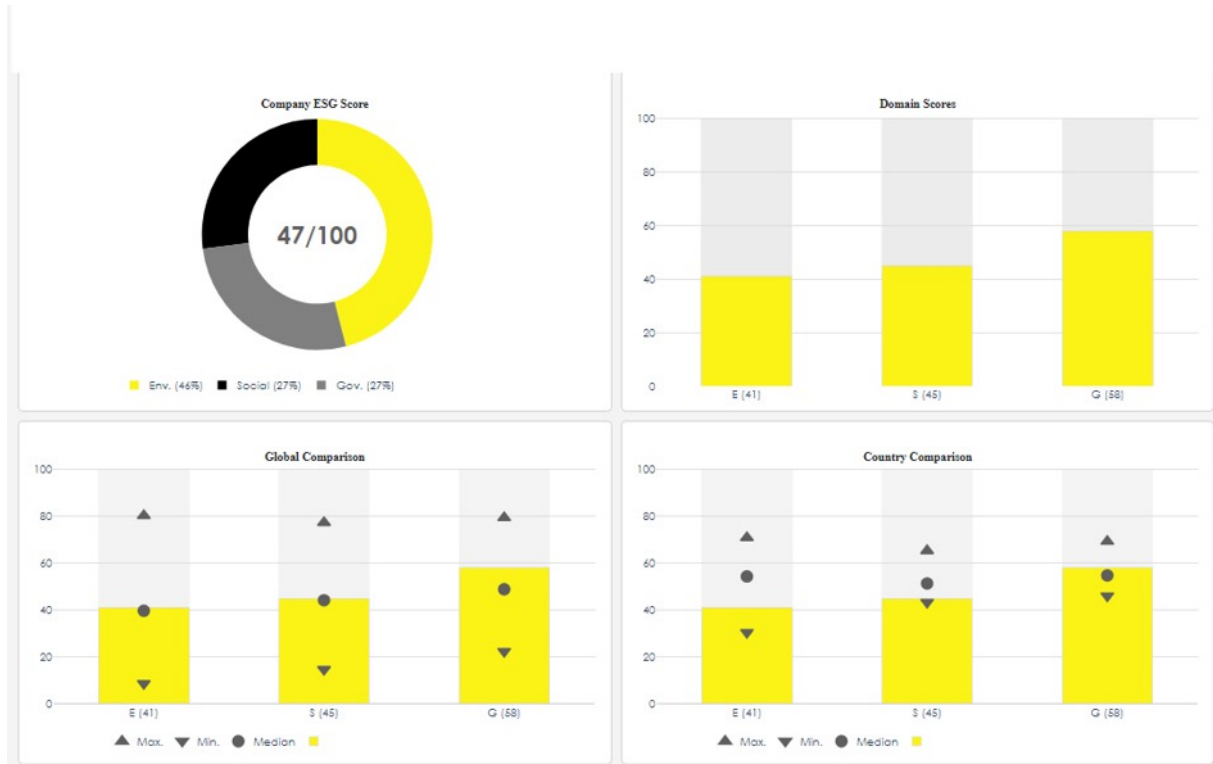 Company ESG Score
47/100
Env. (46%) Social (27%) Gov. (27%)
Domain Scores
100
80
60
40
20
0
E (41) S (45) G (58)
Global Comparison
100
80
60
40
20
0
E (41) S (45) G (58)
Max. Min. Median
Country Comparison
100
80
60
40
20
0
E (41) S (45) G (58)
Max. Min. Median